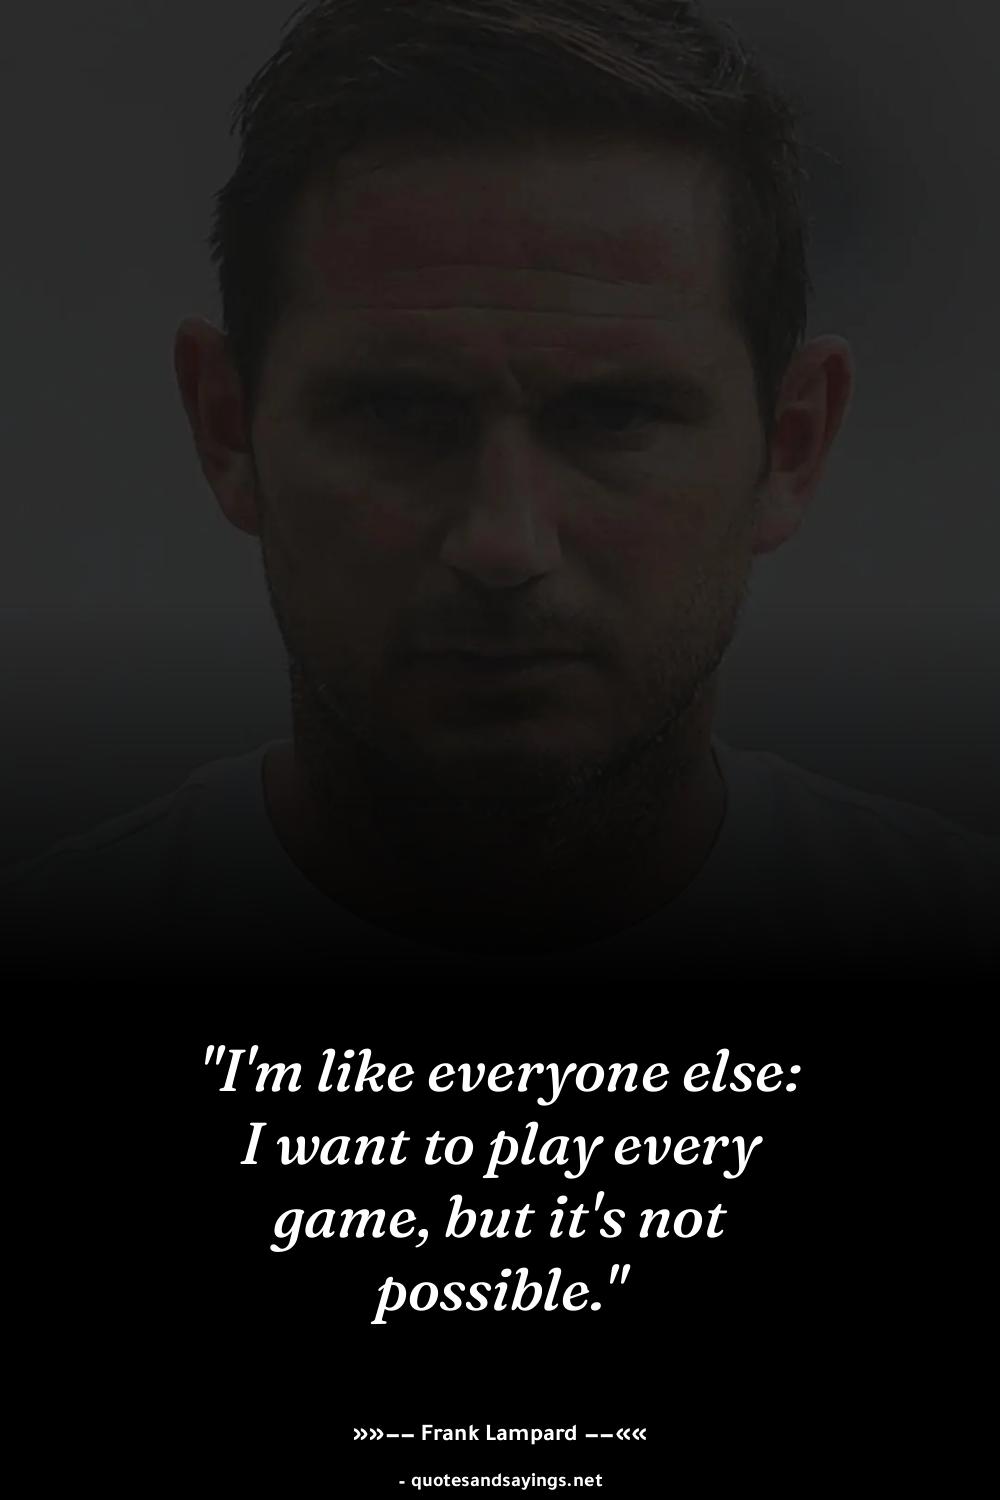 "I'm like everyone else:
I want to play every
game, but it's not
possible."
»»–– Frank Lampard ––««
- quotesandsayings.net